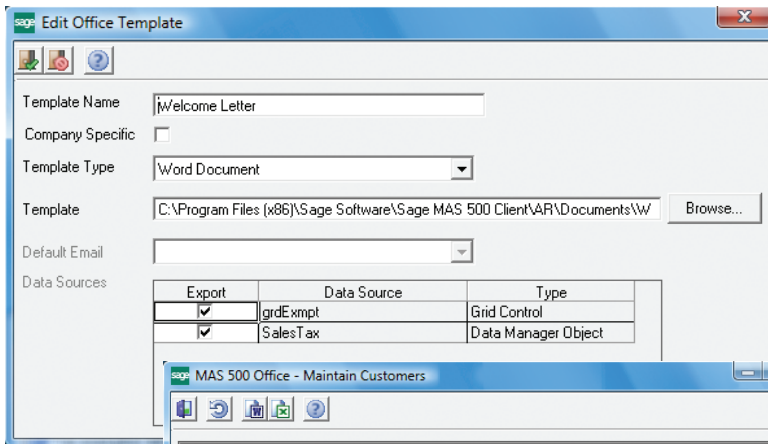 sage Edit Office Template
Template Name Welcome Letter
Company Specific
Template Type Word Document
Template C:\Program Files (x86)\Sage Software\Sage MAS 500 Client\AR\Documents\W Browse...
Default Email
Data Sources
Export Data Source Type
grdExmpt Grid Control
SalesTax Data Manager Object
sage MAS 500 Office - Maintain Customers